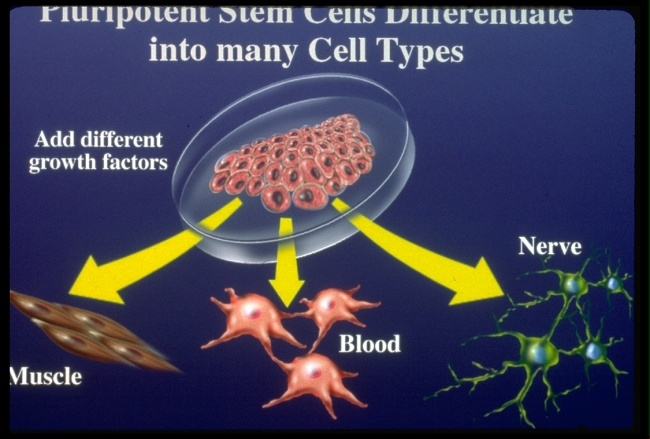 Pluripotent Stem Cells Differentiate
into many Cell Types
Add different
growth factors
Nerve
Blood
Muscle